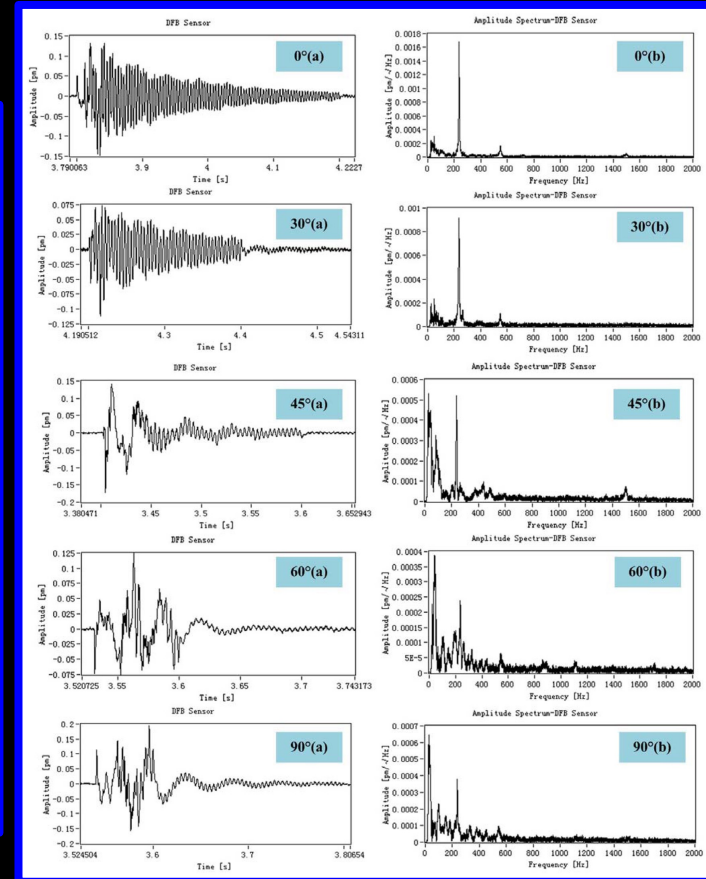 DFB Sensor
0°(a)
Amplitude [pm]
0.15
0.1
0.05
0
-0.05
-0.1
-0.15
3.790063 3.9 4 4.1 4.2227
Time [s]
Amplitude Spectrum-DFB Sensor
0°(b)
Amplitude [pm/√Hz]
0.0018
0.0016
0.0014
0.0012
0.001
0.0008
0.0006
0.0004
0.0002
0
0 200 400 600 800 1000 1200 1400 1600 1800 2000
Frequency [Hz]
DFB Sensor
30°(a)
Amplitude [pm]
0.075
0.05
0.025
0
-0.025
-0.05
-0.075
-0.1
-0.125
4.190512 4.3 4.4 4.5 4.54311
Time [s]
Amplitude Spectrum-DFB Sensor
30°(b)
Amplitude [pm/√Hz]
0.001
0.0008
0.0006
0.0004
0.0002
0
0 200 400 600 800 1000 1200 1400 1600 1800 2000
Frequency [Hz]
DFB Sensor
45°(a)
Amplitude [pm]
0.15
0.1
0.05
0
-0.05
-0.1
-0.15
-0.2
3.380471 3.45 3.5 3.55 3.6 3.652943
Time [s]
Amplitude Spectrum-DFB Sensor
45°(b)
Amplitude [pm/√Hz]
0.0006
0.0005
0.0004
0.0003
0.0002
0.0001
0
0 200 400 600 800 1000 1200 1400 1600 1800 2000
Frequency [Hz]
DFB Sensor
60°(a)
Amplitude [pm]
0.125
0.1
0.075
0.05
0.025
0
-0.025
-0.05
-0.075
3.520725 3.55 3.6 3.65 3.7 3.743173
Time [s]
Amplitude Spectrum-DFB Sensor
60°(b)
Amplitude [pm/√Hz]
0.0004
0.00035
0.0003
0.00025
0.0002
0.00015
0.0001
5E-5
0
0 200 400 600 800 1000 1200 1400 1600 1800 2000
Frequency [Hz]
DFB Sensor
90°(a)
Amplitude [pm]
0.2
0.15
0.1
0.05
0
-0.05
-0.1
-0.15
-0.2
3.524504 3.6 3.7 3.80654
Time [s]
Amplitude Spectrum-DFB Sensor
90°(b)
Amplitude [pm/√Hz]
0.0007
0.0006
0.0005
0.0004
0.0003
0.0002
0.0001
0
0 200 400 600 800 1000 1200 1400 1600 1800 2000
Frequency [Hz]